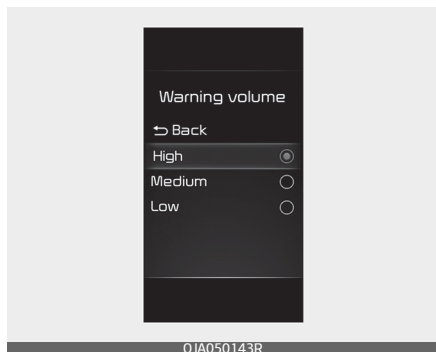 Warning volume
Back
High
Medium
Low
OJA050143R